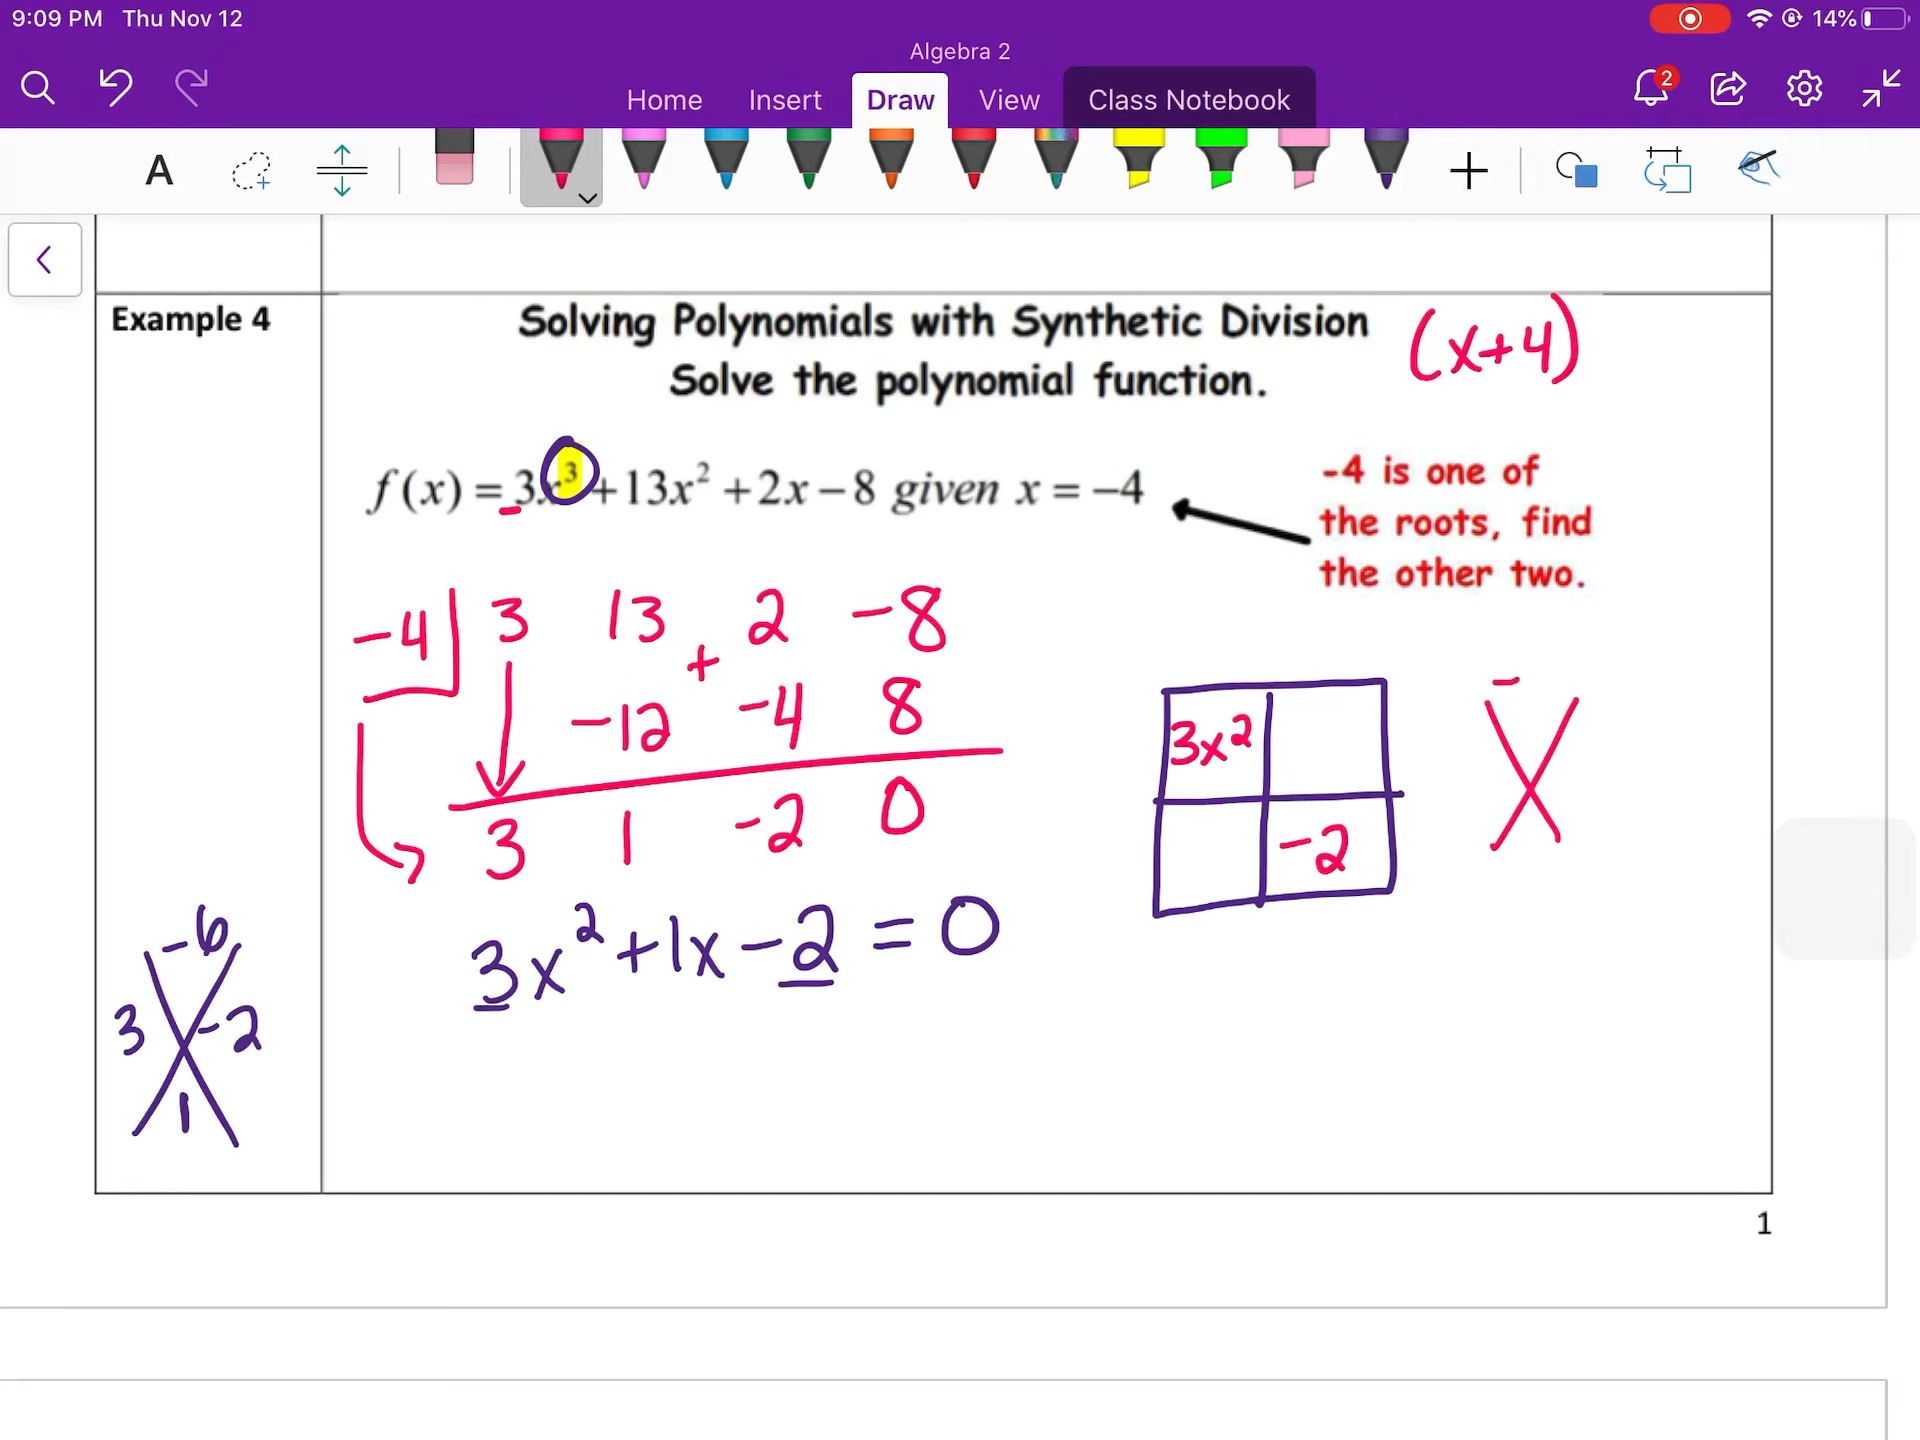 9:09 PM Thu Nov 12
14%
Algebra 2
2
Home Insert Draw View Class Notebook
A
Example 4
Solving Polynomials with Synthetic Division
(x+4)
Solve the polynomial function.
f(x) = 3x³ + 13x² + 2x − 8 given x = −4
-4 is one of
the roots, find
the other two.
-4 3 13 2 -8
+
-12 -4 8
3 1 -2 0
3x² + 1x - 2 = 0
3x²
-2
-
X
-6
3 -2
1
1